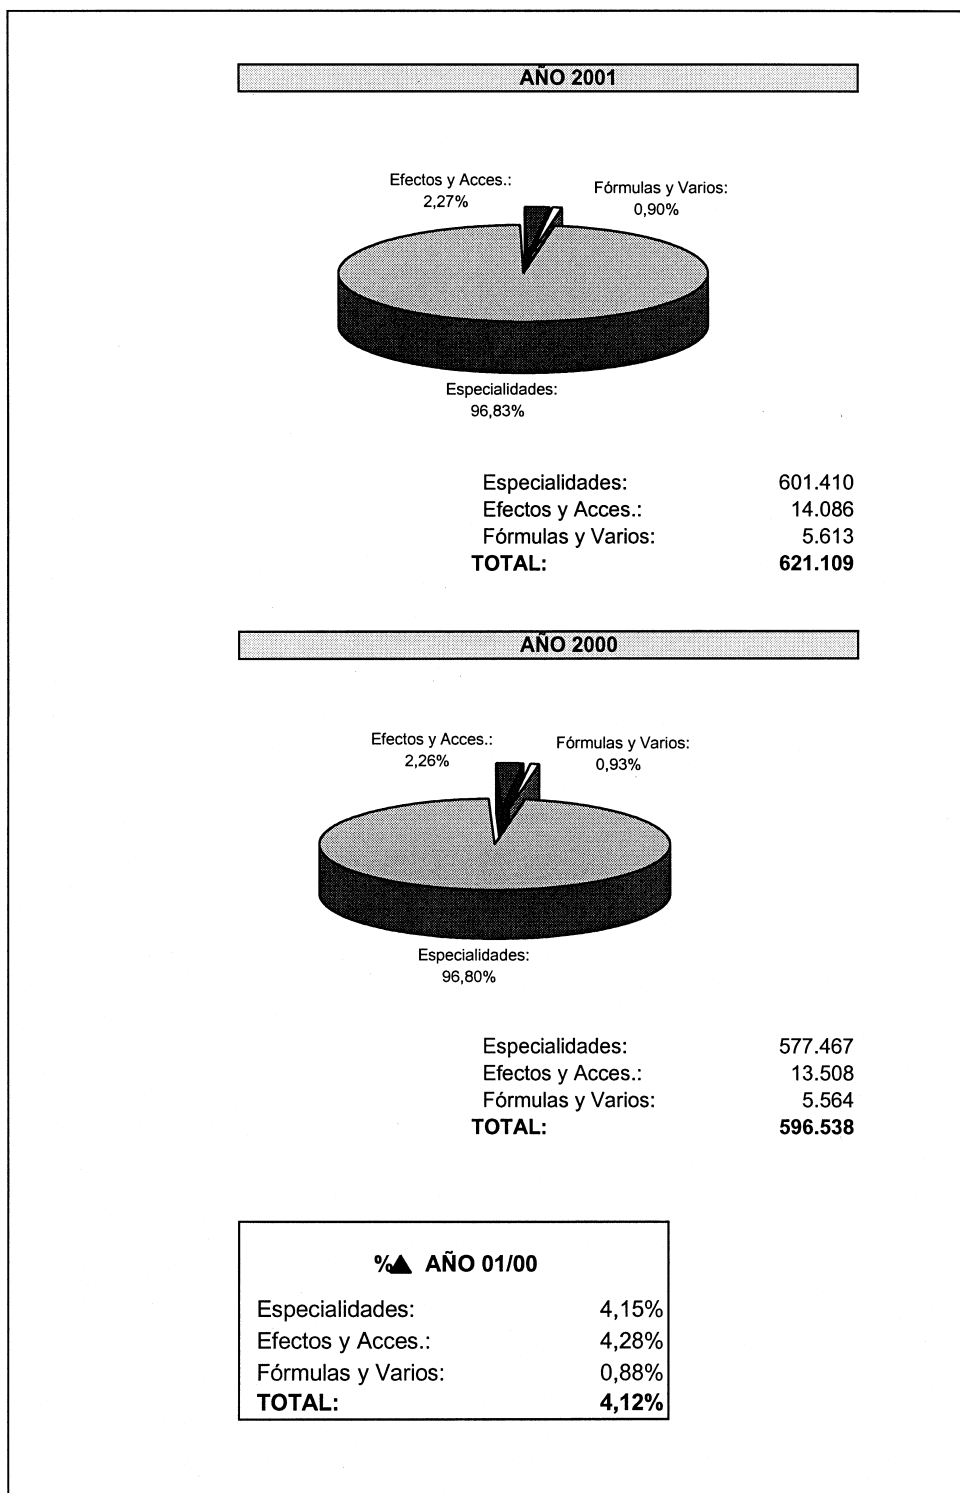 AÑO 2001
Efectos y Acces.:
2,27%
Fórmulas y Varios:
0,90%
Especialidades:
96,83%
Especialidades: 601.410
Efectos y Acces.: 14.086
Fórmulas y Varios: 5.613
TOTAL: 621.109
AÑO 2000
Efectos y Acces.:
2,26%
Fórmulas y Varios:
0,93%
Especialidades:
96,80%
Especialidades: 577.467
Efectos y Acces.: 13.508
Fórmulas y Varios: 5.564
TOTAL: 596.538
%▲ AÑO 01/00
Especialidades: 4,15%
Efectos y Acces.: 4,28%
Fórmulas y Varios: 0,88%
TOTAL: 4,12%